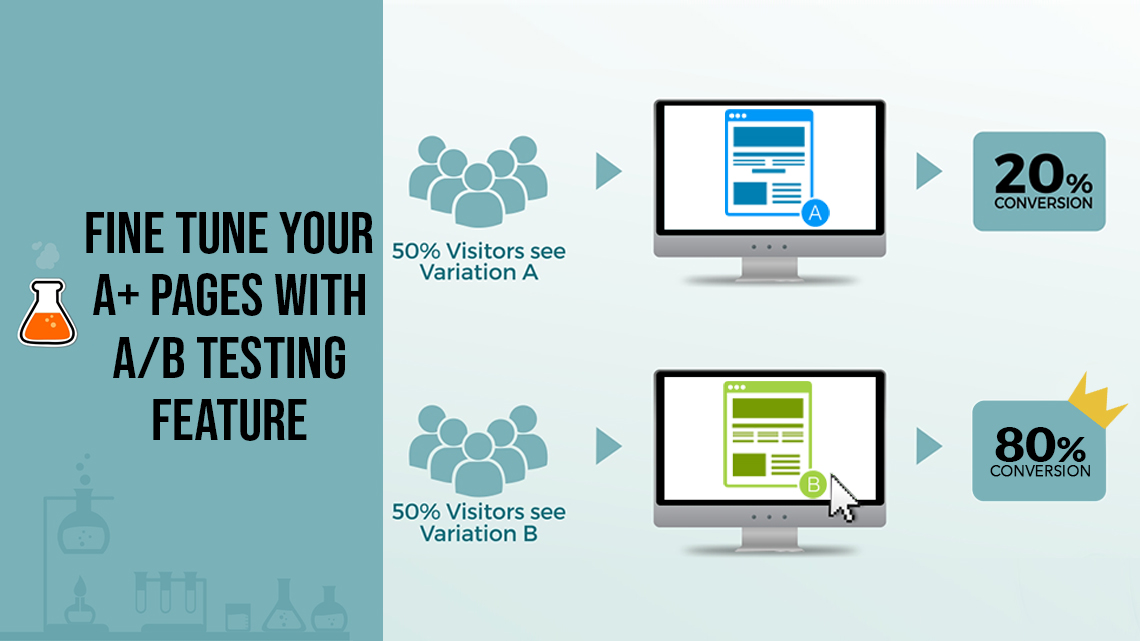 FINE TUNE YOUR
A+ PAGES WITH
A/B TESTING
FEATURE
50% Visitors see
Variation A
A
20%
CONVERSION
50% Visitors see
Variation B
B
80%
CONVERSION